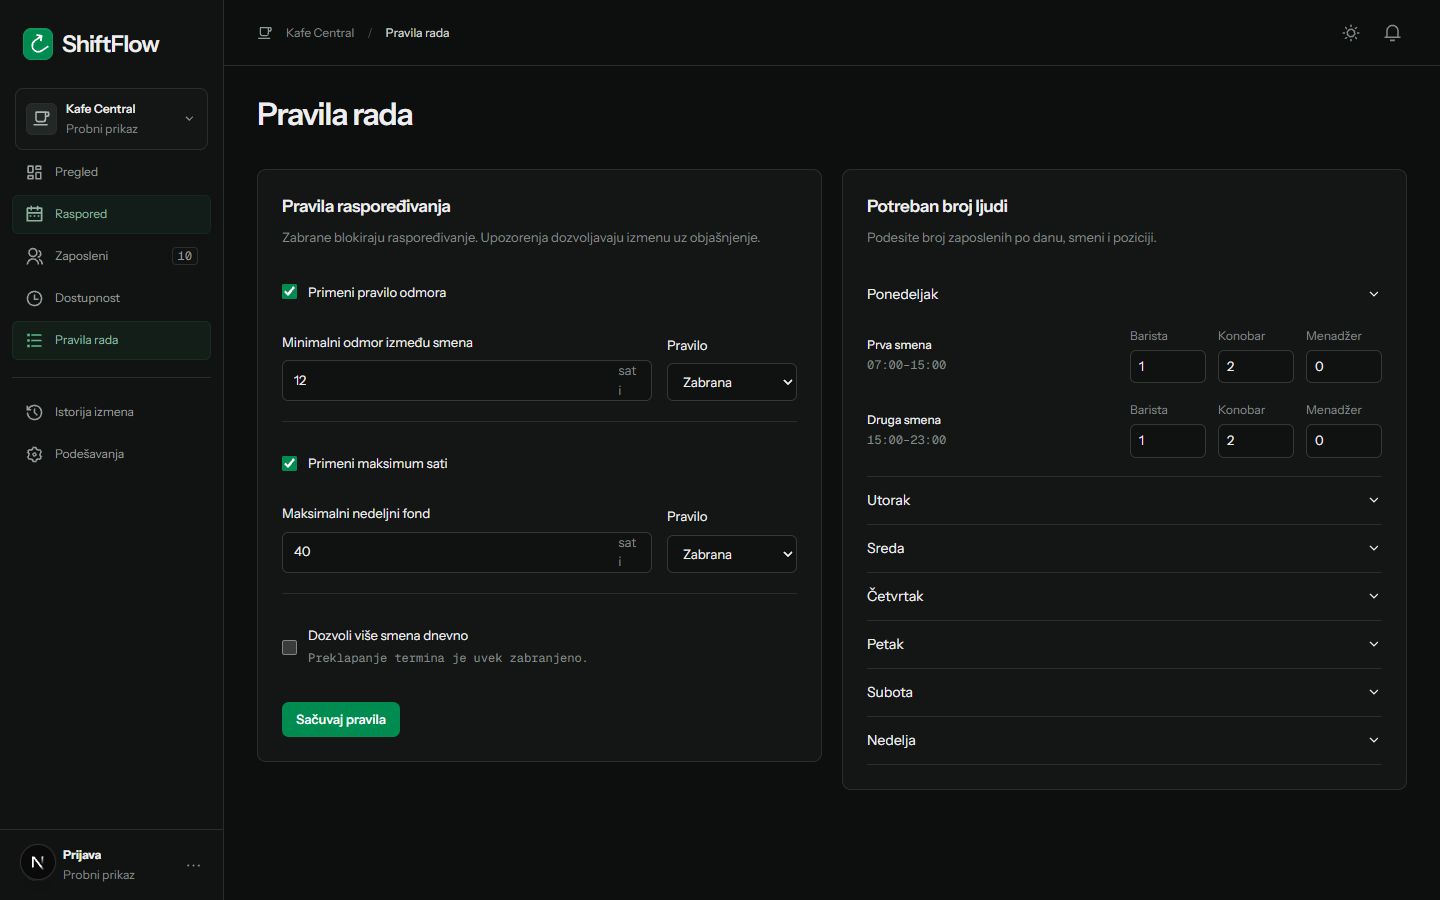 ShiftFlow
Kafe Central
Probni prikaz
Pregled
Raspored
Zaposleni 10
Dostupnost
Pravila rada
Istorija izmena
Podešavanja
N Prijava
Probni prikaz
Kafe Central / Pravila rada
Pravila rada
Pravila raspoređivanja
Zabrane blokiraju raspoređivanje. Upozorenja dozvoljavaju izmenu uz objašnjenje.
Primeni pravilo odmora
Minimalni odmor između smena
Pravilo
12 sat
i
Zabrana
Primeni maksimum sati
Maksimalni nedeljni fond
Pravilo
40 sat
i
Zabrana
Dozvoli više smena dnevno
Preklapanje termina je uvek zabranjeno.
Sačuvaj pravila
Potreban broj ljudi
Podesite broj zaposlenih po danu, smeni i poziciji.
Ponedeljak
Barista Konobar Menadžer
Prva smena
07:00–15:00
1 2 0
Barista Konobar Menadžer
Druga smena
15:00–23:00
1 2 0
Utorak
Sreda
Četvrtak
Petak
Subota
Nedelja